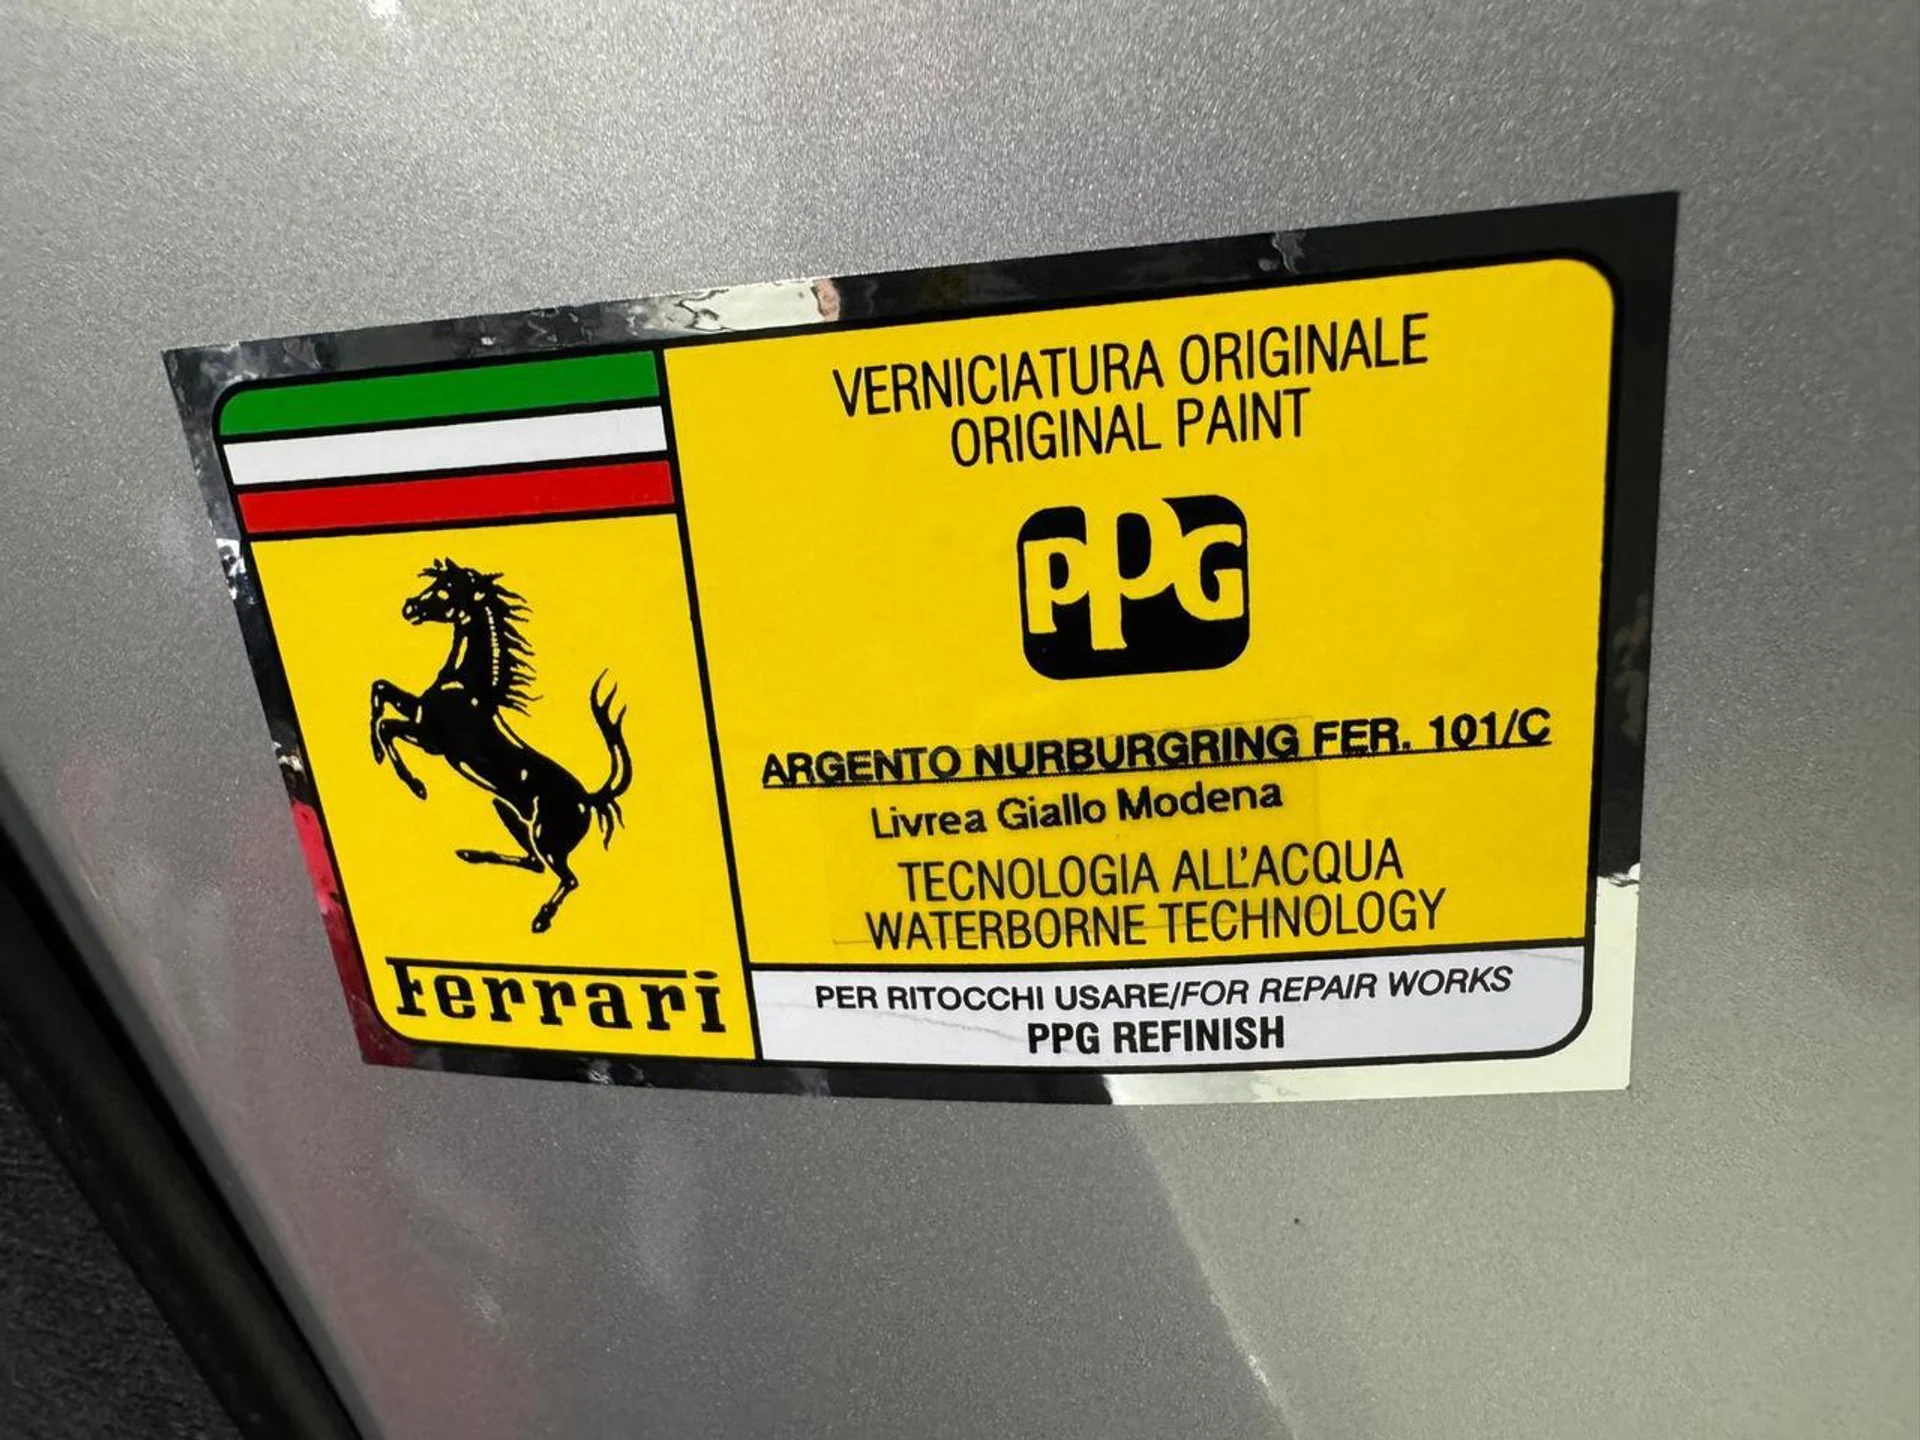 VERNICIATURA ORIGINALE
ORIGINAL PAINT
PPG
ARGENTO NURBURGRING FER. 101/C
Livrea Giallo Modena
TECNOLOGIA ALL'ACQUA
WATERBORNE TECHNOLOGY
Ferrari
PER RITOCCHI USARE/FOR REPAIR WORKS
PPG REFINISH